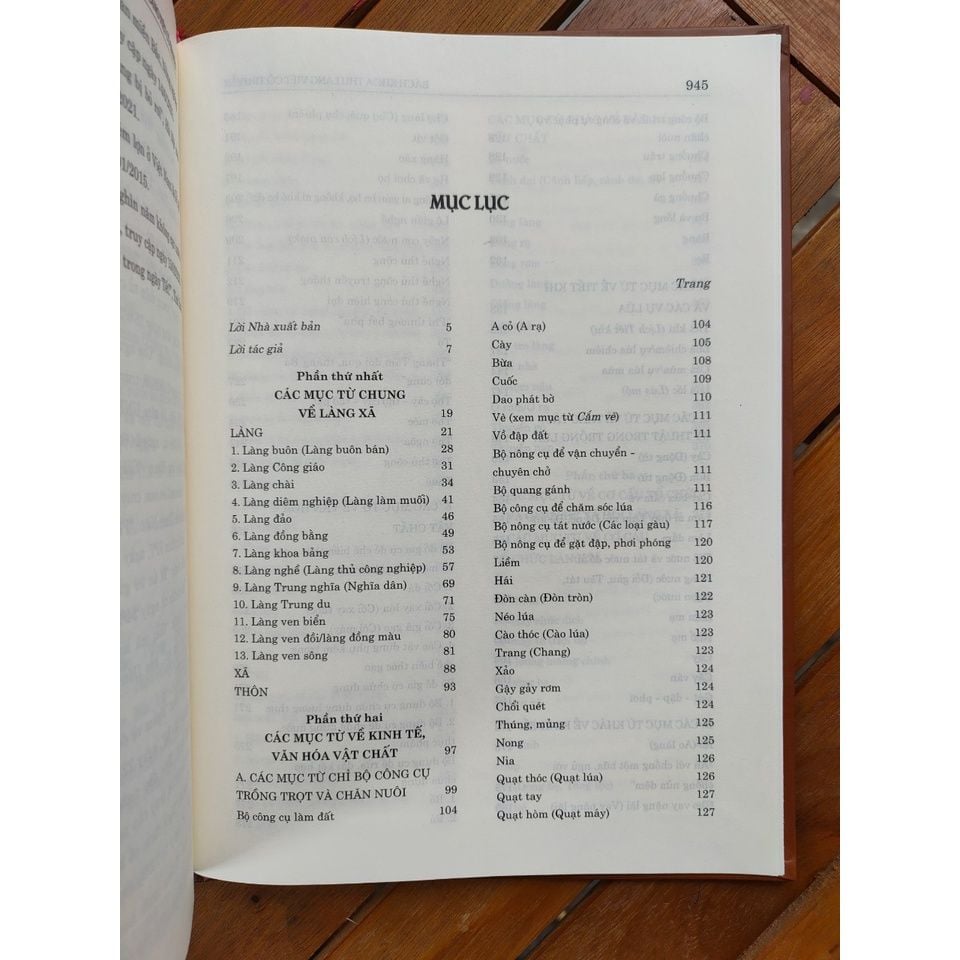 945
MỤC LỤC
Trang
Lời Nhà xuất bản 5
Lời tác giả 7
Phần thứ nhất
CÁC MỤC TỪ CHUNG
VỀ LÀNG XÃ 19
LÀNG 21
1. Làng buôn (Làng buôn bán) 28
2. Làng Công giáo 31
3. Làng chài 34
4. Làng diêm nghiệp (Làng làm muối) 41
5. Làng đảo 46
6. Làng đồng bằng 49
7. Làng khoa bảng 53
8. Làng nghề (Làng thủ công nghiệp) 57
9. Làng Trung nghĩa (Nghĩa dân) 69
10. Làng Trung du 71
11. Làng ven biển 75
12. Làng ven đồi/làng đồng màu 80
13. Làng ven sông 81
XÃ 88
THÔN 93
Phần thứ hai
CÁC MỤC TỪ VỀ KINH TẾ,
VĂN HÓA VẬT CHẤT 97
A. CÁC MỤC TỪ CHỈ BỘ CÔNG CỤ
TRỒNG TRỌT VÀ CHĂN NUÔI 99
Bộ công cụ làm đất 104
A cỏ (A rạ) 104
Cày 105
Bừa 108
Cuốc 109
Dao phát bờ 110
Vè (xem mục từ Cắm vè) 111
Vồ đập đất 111
Bộ nông cụ để vận chuyển -
chuyên chở 111
Bộ quang gánh 111
Bộ công cụ để chăm sóc lúa 116
Bộ nông cụ tát nước (Các loại gàu) 117
Bộ nông cụ để gặt đập, phơi phóng 120
Liềm 120
Hái 121
Đòn càn (Đòn tròn) 122
Néo lúa 123
Cào thóc (Cào lúa) 123
Trang (Chang) 123
Xảo 124
Gậy gảy rơm 124
Chổi quét 124
Thúng, mủng 125
Nong 125
Nia 126
Quạt thóc (Quạt lúa) 126
Quạt tay 127
Quạt hòm (Quạt máy) 127